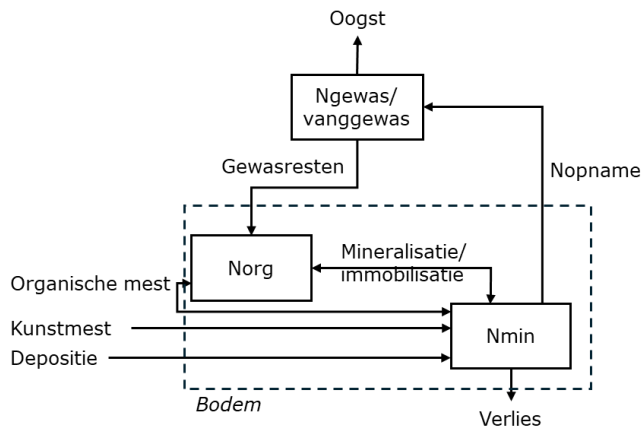 Oogst
Ngewas/
vanggewas
Gewasresten
Nopname
Norg
Mineralisatie/
immobilisatie
Organische mest
Kunstmest
Nmin
Depositie
Bodem
Verlies